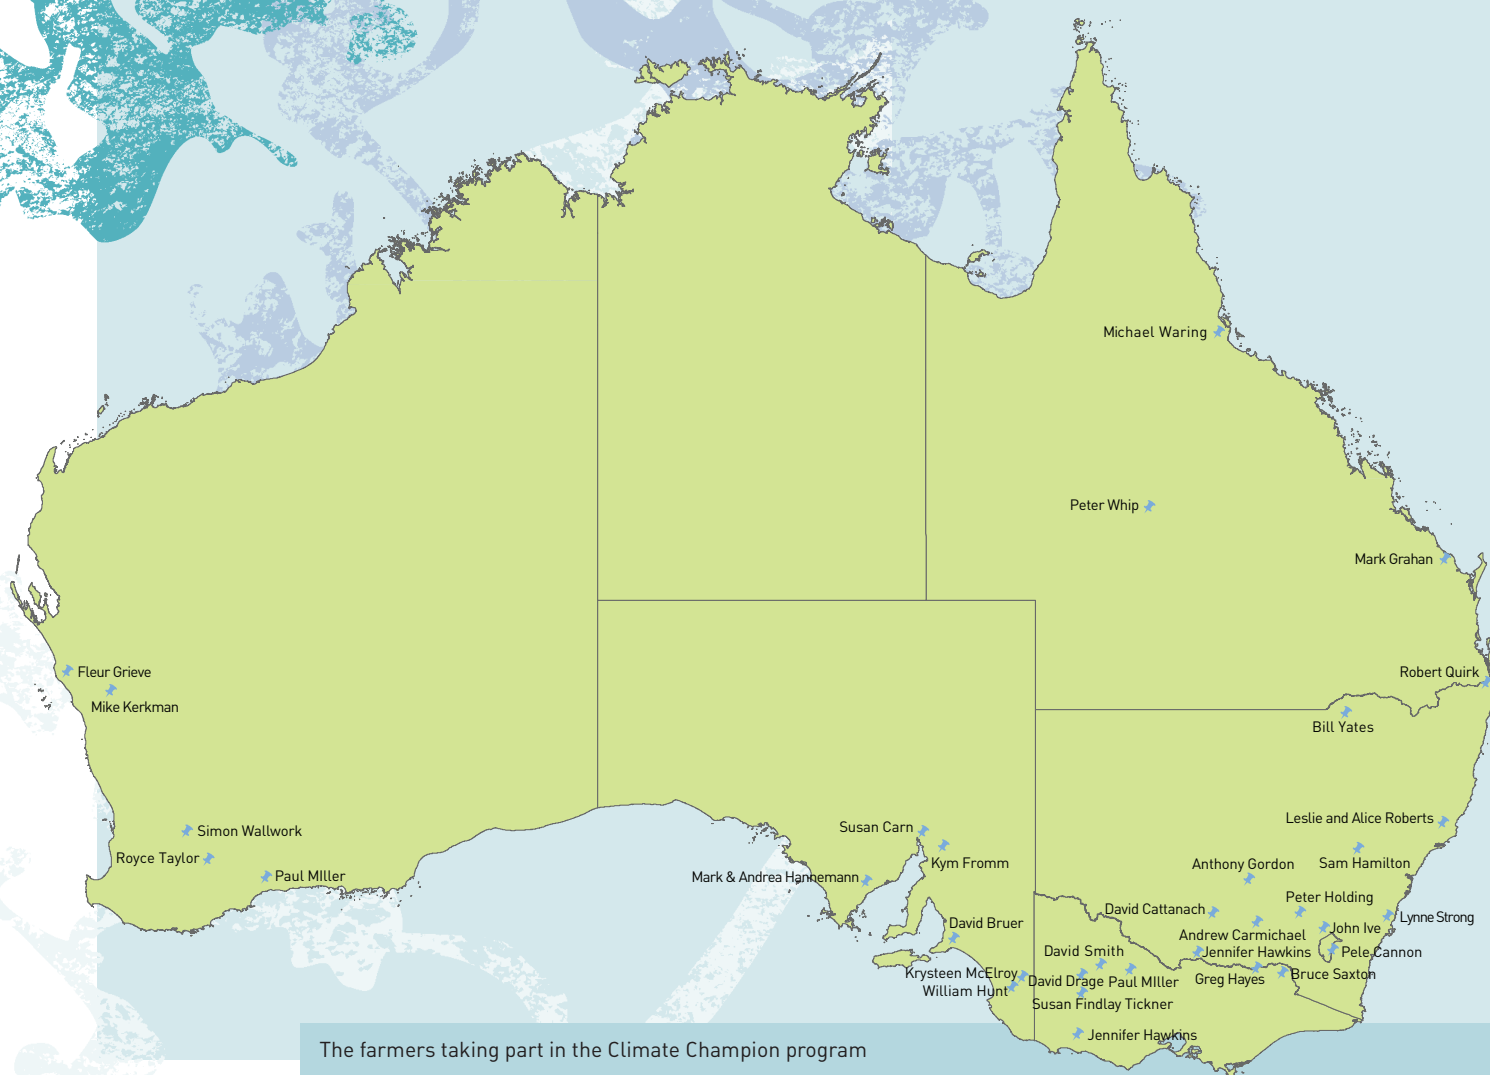 Michael Waring
Peter Whip
Mark Grahan
Fleur Grieve
Robert Quirk
Mike Kerkman
Bill Yates
Leslie and Alice Roberts
Susan Carn
Simon Wallwork
Royce Taylor
Kym Fromm
Anthony Gordon
Sam Hamilton
Paul MIller
Mark & Andrea Hannemann
Peter Holding
David Cattanach
Lynne Strong
David Bruer
John Ive
Andrew Carmichael
David Smith
Jennifer Hawkins
Pele Cannon
Krysteen McElroy
David Drage
Paul MIller
Greg Hayes
Bruce Saxton
William Hunt
Susan Findlay Tickner
Jennifer Hawkins
The farmers taking part in the Climate Champion program